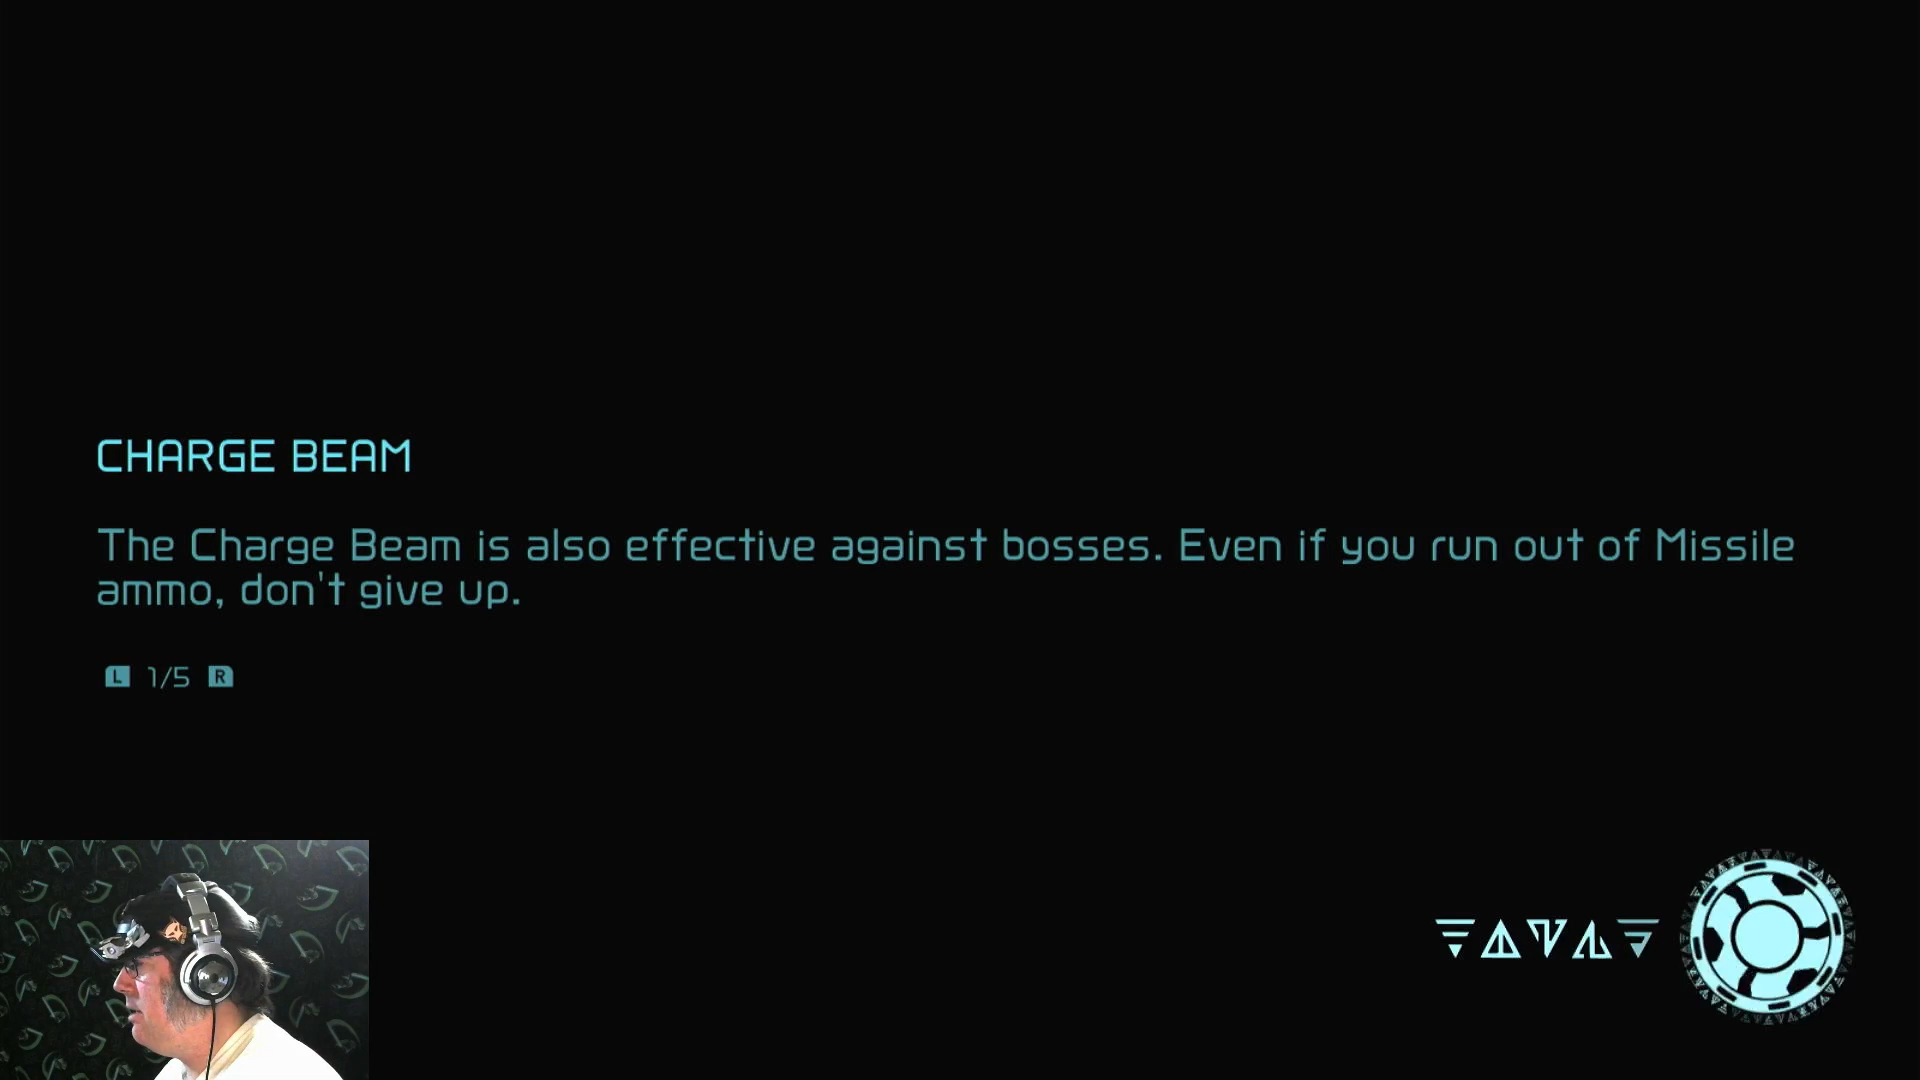 CHARGE BEAM
The Charge Beam is also effective against bosses. Even if you run out of Missile
ammo, don't give up.
L 1/5 R